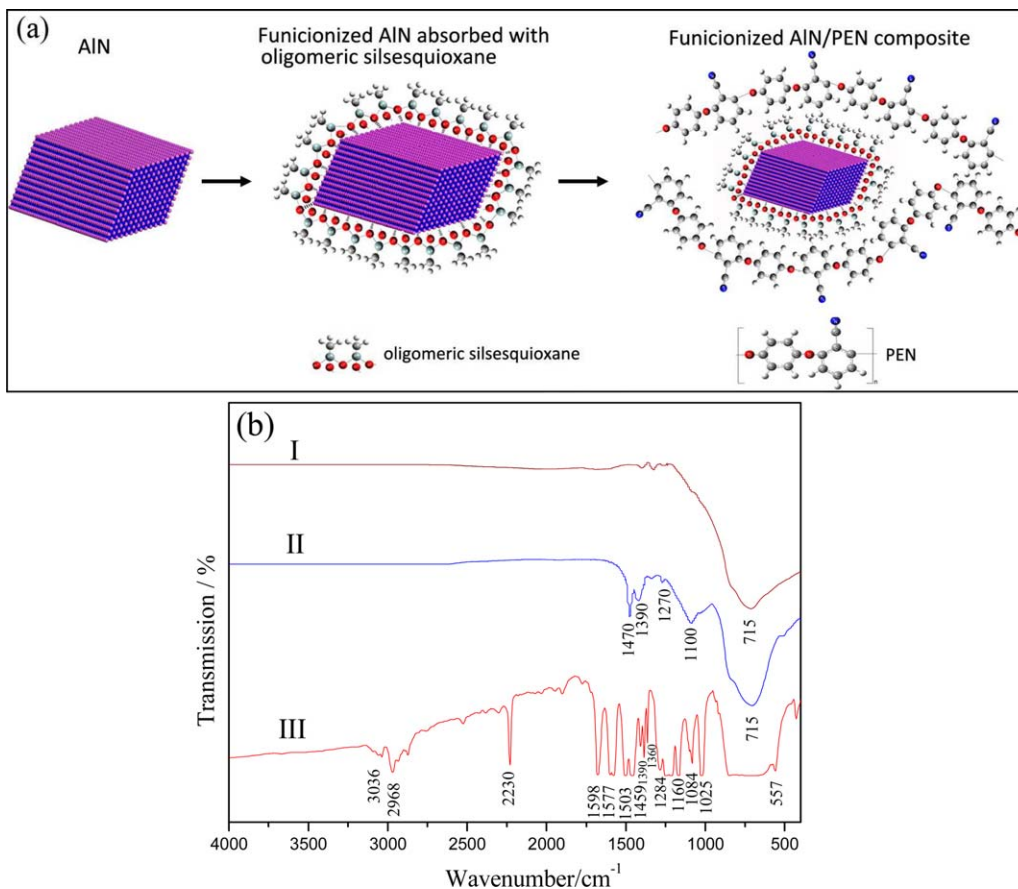 (a)
AlN
Funicionized AlN absorbed with
oligomeric silsesquioxane
Funicionized AlN/PEN composite
oligomeric silsesquioxane
n
PEN
(b)
I
II
III
1470
1390
1270
1100
715
715
3036
2968
2230
1598
1577
1503
1459
1390
1360
1284
1160
1084
1025
557
Transmission / %
4000
3500
3000
2500
2000
1500
1000
500
Wavenumber/cm-1